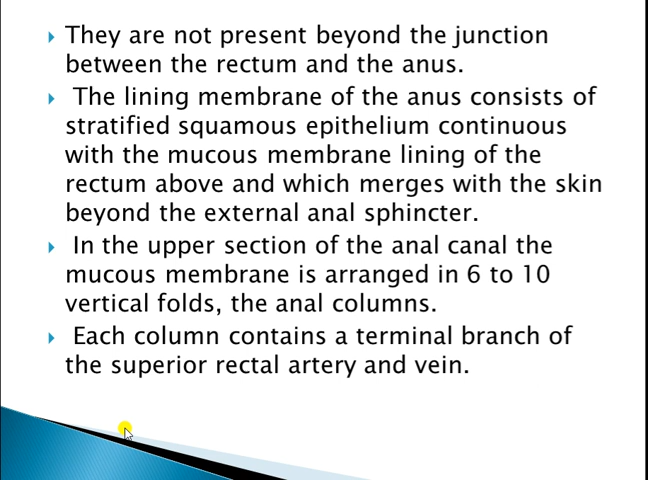 They are not present beyond the junction
between the rectum and the anus.
The lining membrane of the anus consists of
stratified squamous epithelium continuous
with the mucous membrane lining of the
rectum above and which merges with the skin
beyond the external anal sphincter.
In the upper section of the anal canal the
mucous membrane is arranged in 6 to 10
vertical folds, the anal columns.
Each column contains a terminal branch of
the superior rectal artery and vein.